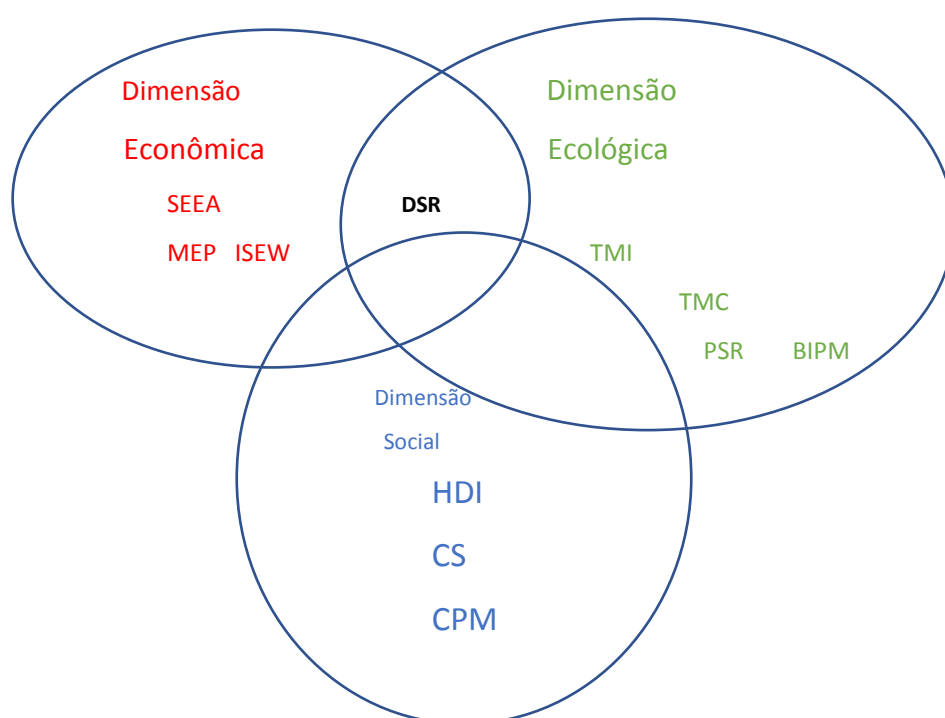 Dimensão
Econômica
SEEA
MEP ISEW
DSR
Dimensão
Ecológica
TMI
TMC
PSR BIPM
Dimensão
Social
HDI
CS
CPM